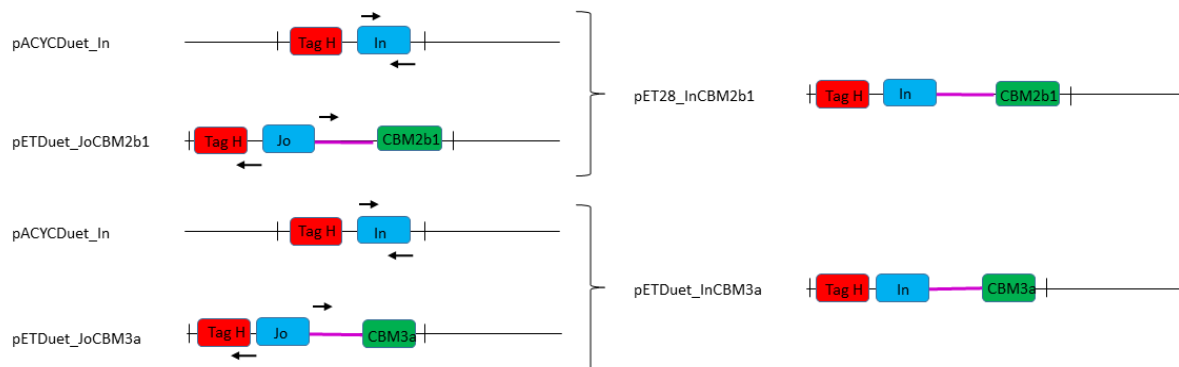 pACYCDuet_In
Tag H
In
pETDuet_JoCBM2b1
Tag H
Jo
CBM2b1
pET28_InCBM2b1
Tag H
In
CBM2b1
pACYCDuet_In
Tag H
In
pETDuet_JoCBM3a
Tag H
Jo
CBM3a
pETDuet_InCBM3a
Tag H
In
CBM3a